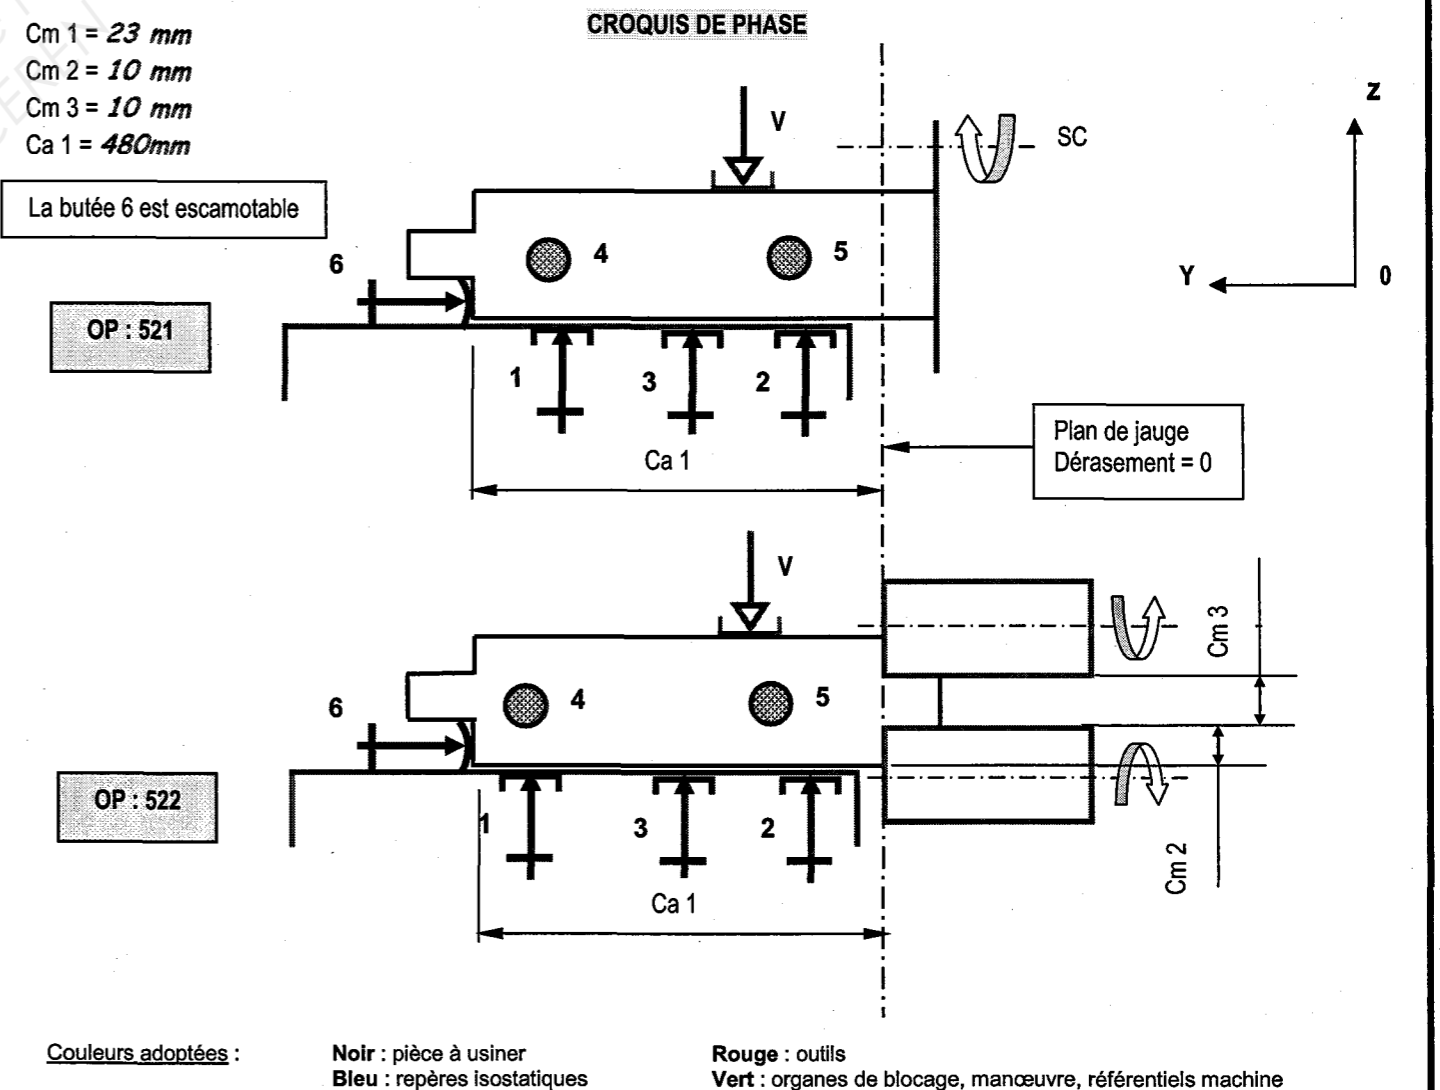 CROQUIS DE PHASE
Cm 1 = 23 mm
Cm 2 = 10 mm
Cm 3 = 10 mm
Ca 1 = 480mm
La butée 6 est escamotable
V
SC
Z
Y
0
4
5
6
OP : 521
1
3
2
Ca 1
Plan de jauge
Dérasement = 0
V
Cm 3
4
5
6
OP : 522
1
3
2
Cm 2
Ca 1
Couleurs adoptées :
Noir : pièce à usiner
Rouge : outils
Bleu : repères isostatiques
Vert : organes de blocage, manœuvre, référentiels machine